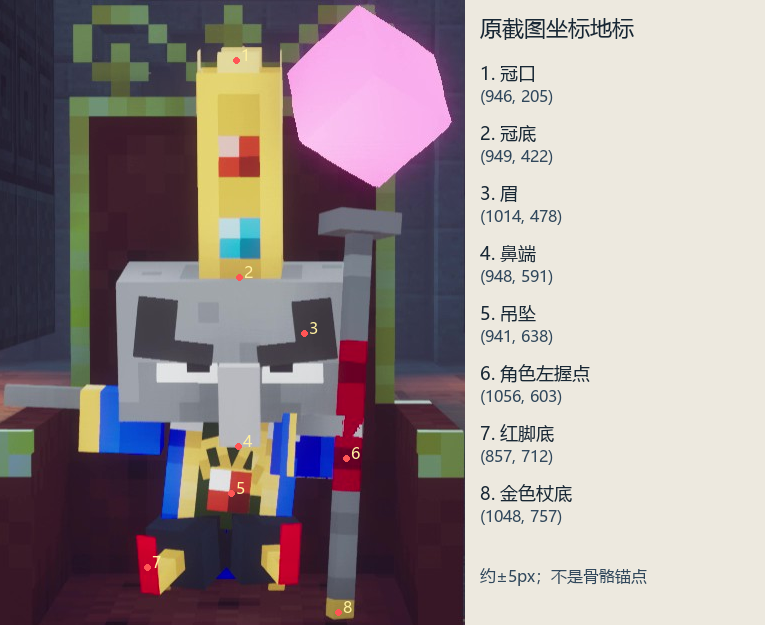 原截图坐标地标
1. 冠口
(946, 205)
2. 冠底
(949, 422)
3. 眉
(1014, 478)
4. 鼻端
(948, 591)
5. 吊坠
(941, 638)
6. 角色左握点
(1056, 603)
7. 红脚底
(857, 712)
8. 金色杖底
(1048, 757)
约±5px；不是骨骼锚点
1
2
3
4
5
6
7
8